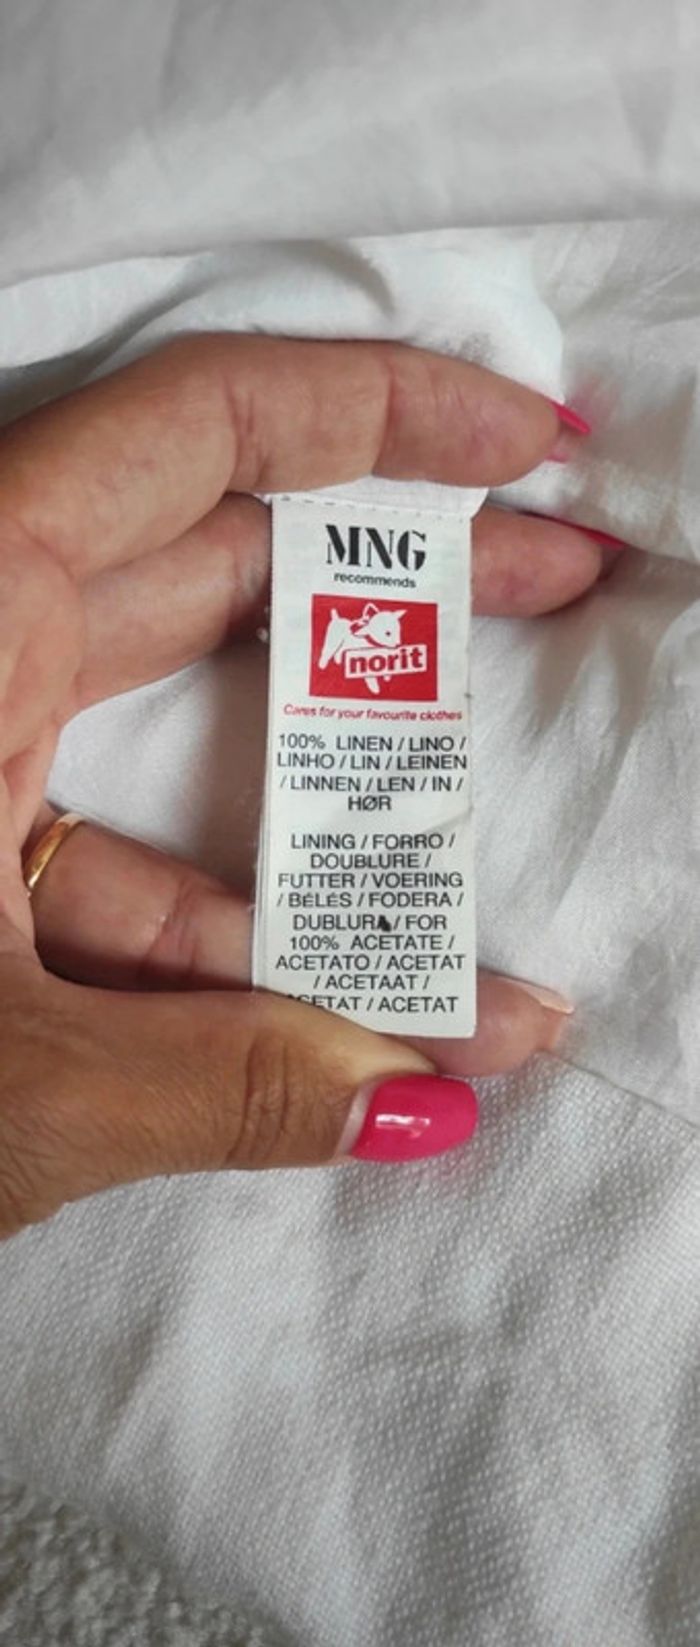 MNG
recommends
norit
Cares for your favourite clothes
100% LINEN / LINO /
LINHO / LIN / LEINEN
/ LINNEN / LEN / IN /
HØR
LINING / FORRO /
DOUBLURE /
FUTTER / VOERING
/ BÉLÉS / FODERA /
DUBLURA / FOR
100% ACETATE /
ACETATO / ACETAT
/ ACETAAT /
/ ACETAT